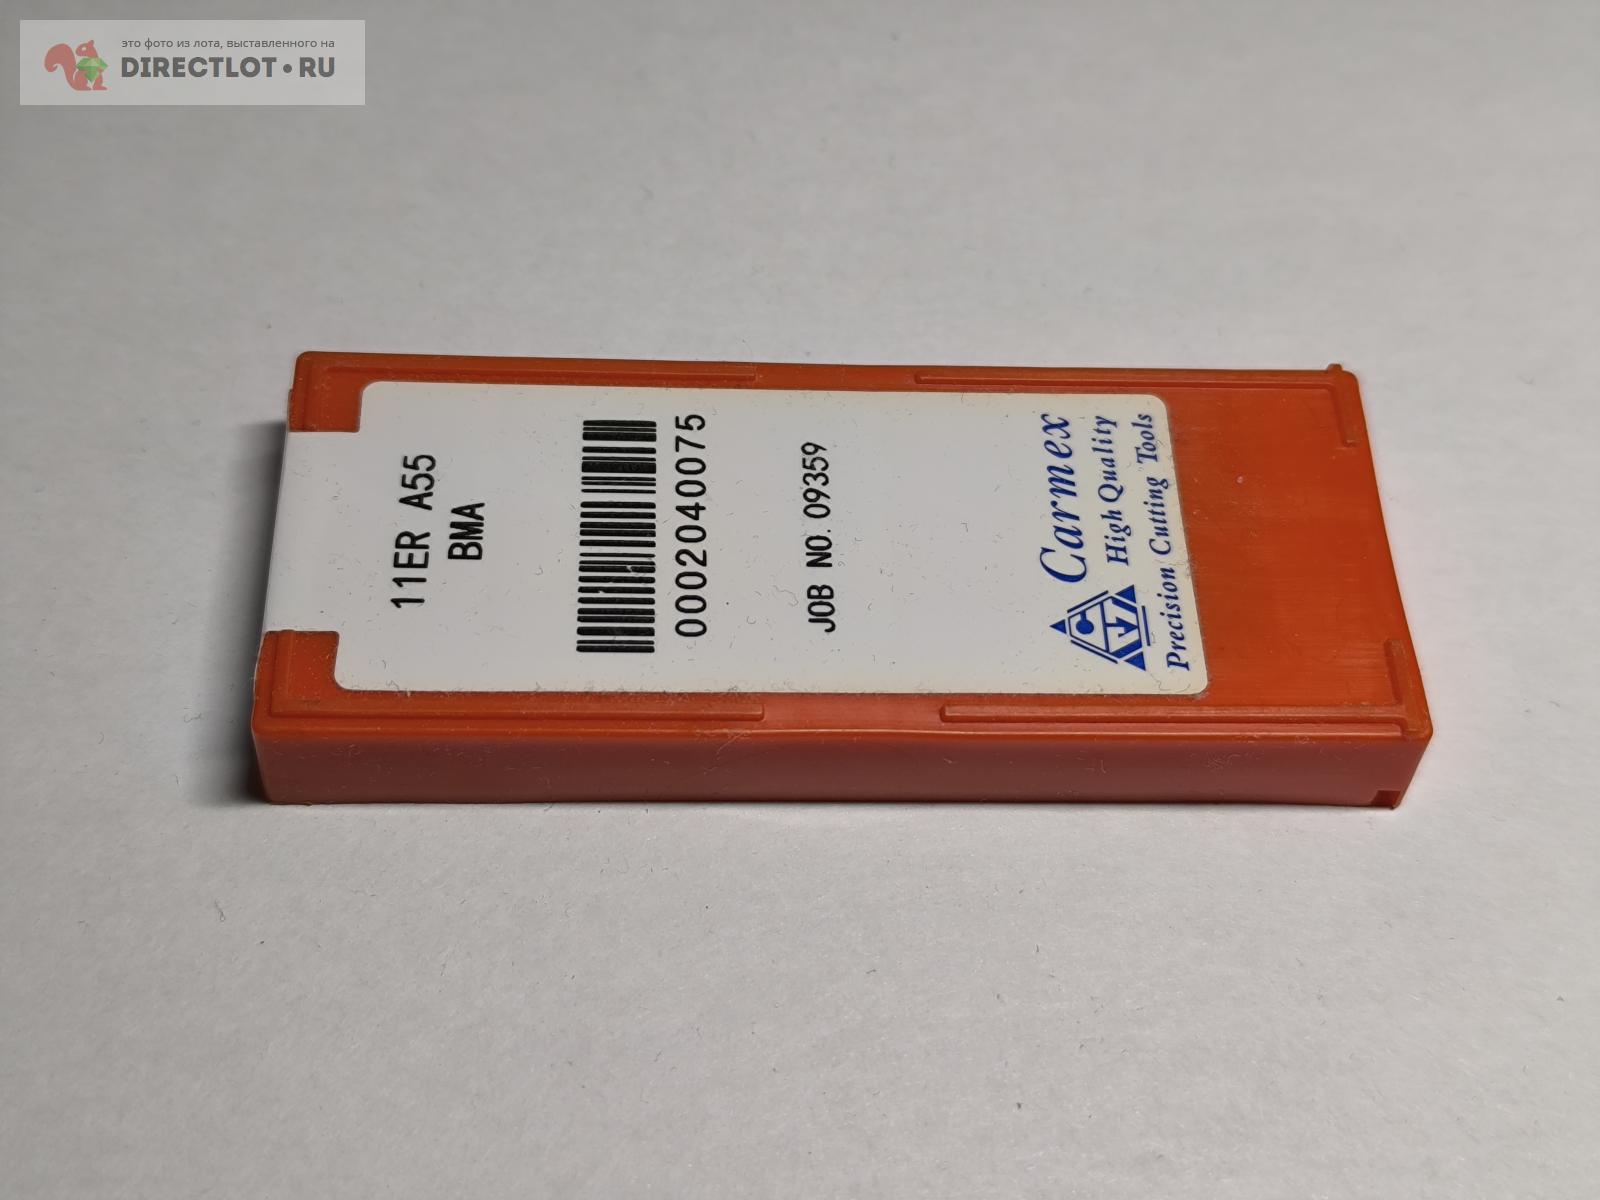 это фото из лота, выставленного на
DIRECTLOT•RU
11ER A55
BMA
0002040075
JOB NO. 09359
Carmex
High Quality
Precision Cutting Tools